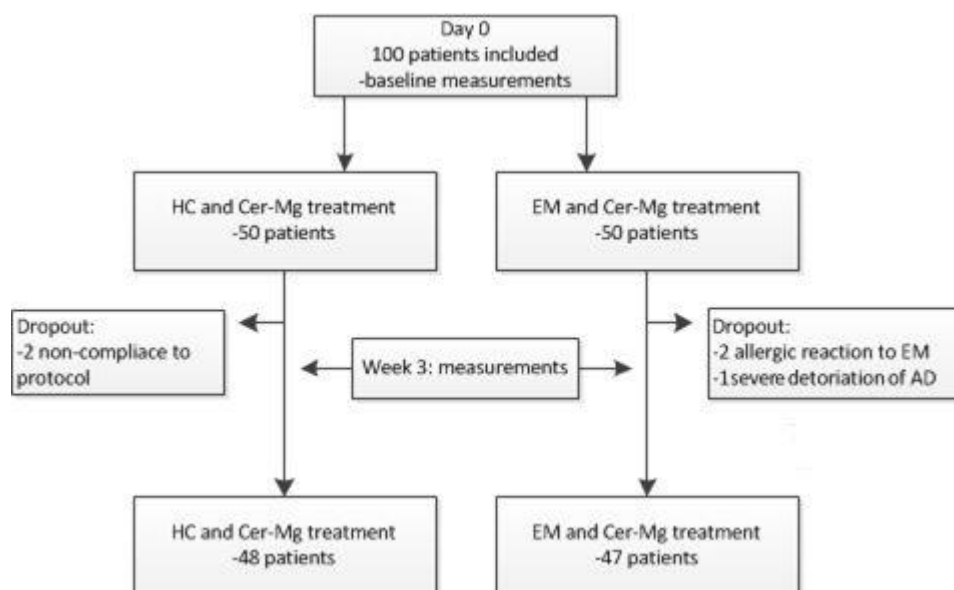 Day 0
100 patients included
-baseline measurements
HC and Cer-Mg treatment
-50 patients
EM and Cer-Mg treatment
-50 patients
Dropout:
-2 non-compliace to
protocol
Week 3: measurements
Dropout:
-2 allergic reaction to EM
-1severe detoriation of AD
HC and Cer-Mg treatment
-48 patients
EM and Cer-Mg treatment
-47 patients